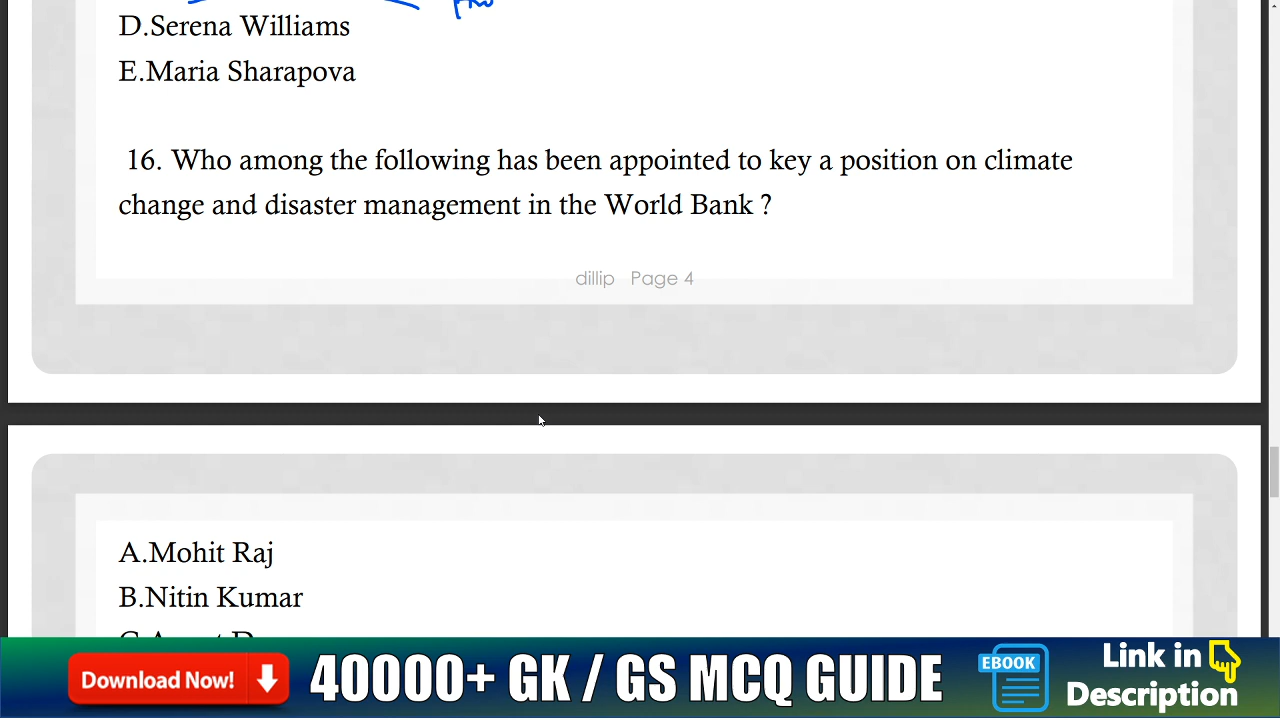 D.Serena Williams
E.Maria Sharapova
16. Who among the following has been appointed to key a position on climate
change and disaster management in the World Bank ?
dillip Page 4
A.Mohit Raj
B.Nitin Kumar
Download Now!
40000+ GK / GS MCQ GUIDE
EBOOK
Link in
Description